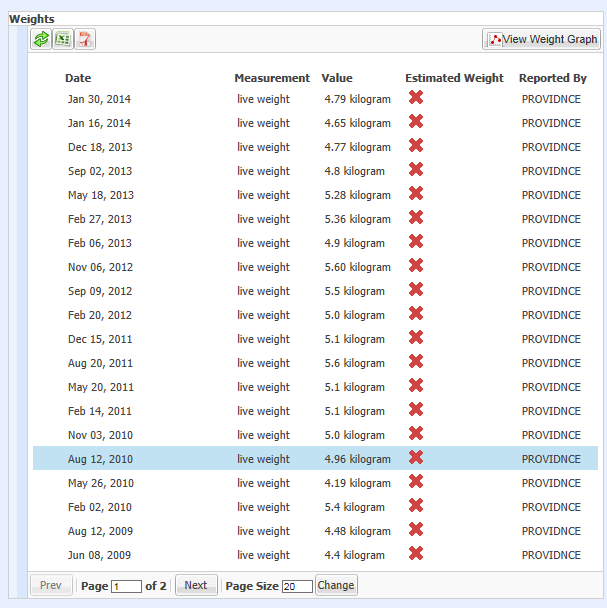 Weights
View Weight Graph
Date Measurement Value Estimated Weight Reported By
Jan 30, 2014 live weight 4.79 kilogram PROVIDNCE
Jan 16, 2014 live weight 4.65 kilogram PROVIDNCE
Dec 18, 2013 live weight 4.77 kilogram PROVIDNCE
Sep 02, 2013 live weight 4.8 kilogram PROVIDNCE
May 18, 2013 live weight 5.28 kilogram PROVIDNCE
Feb 27, 2013 live weight 5.36 kilogram PROVIDNCE
Feb 06, 2013 live weight 4.9 kilogram PROVIDNCE
Nov 06, 2012 live weight 5.60 kilogram PROVIDNCE
Sep 09, 2012 live weight 5.5 kilogram PROVIDNCE
Feb 20, 2012 live weight 5.0 kilogram PROVIDNCE
Dec 15, 2011 live weight 5.1 kilogram PROVIDNCE
Aug 20, 2011 live weight 5.6 kilogram PROVIDNCE
May 20, 2011 live weight 5.1 kilogram PROVIDNCE
Feb 14, 2011 live weight 5.1 kilogram PROVIDNCE
Nov 03, 2010 live weight 5.0 kilogram PROVIDNCE
Aug 12, 2010 live weight 4.96 kilogram PROVIDNCE
May 26, 2010 live weight 4.19 kilogram PROVIDNCE
Feb 02, 2010 live weight 5.4 kilogram PROVIDNCE
Aug 12, 2009 live weight 4.48 kilogram PROVIDNCE
Jun 08, 2009 live weight 4.4 kilogram PROVIDNCE
Prev Page 1 of 2 Next Page Size 20 Change